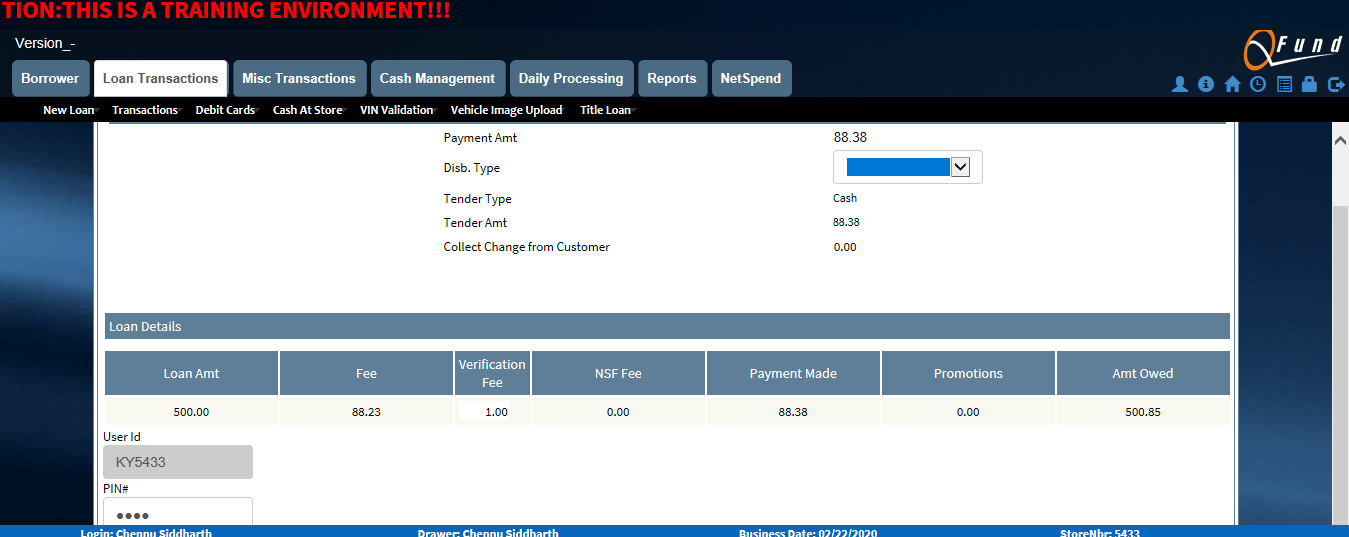 TION:THIS IS A TRAINING ENVIRONMENT!!!
Version_-
QFund
Borrower Loan Transactions Misc Transactions Cash Management Daily Processing Reports NetSpend
New Loan Transactions Debit Cards Cash At Store VIN Validation Vehicle Image Upload Title Loan
Payment Amt 88.38
Disb. Type
Tender Type Cash
Tender Amt 88.38
Collect Change from Customer 0.00
Loan Details
Loan Amt Fee Verification Fee NSF Fee Payment Made Promotions Amt Owed
500.00 88.23 1.00 0.00 88.38 0.00 500.85
User Id
KY5433
PIN#
••••
Login: Chennu Siddharth Drawer: Chennu Siddharth Business Date: 02/22/2020 StoreNbr: 5433